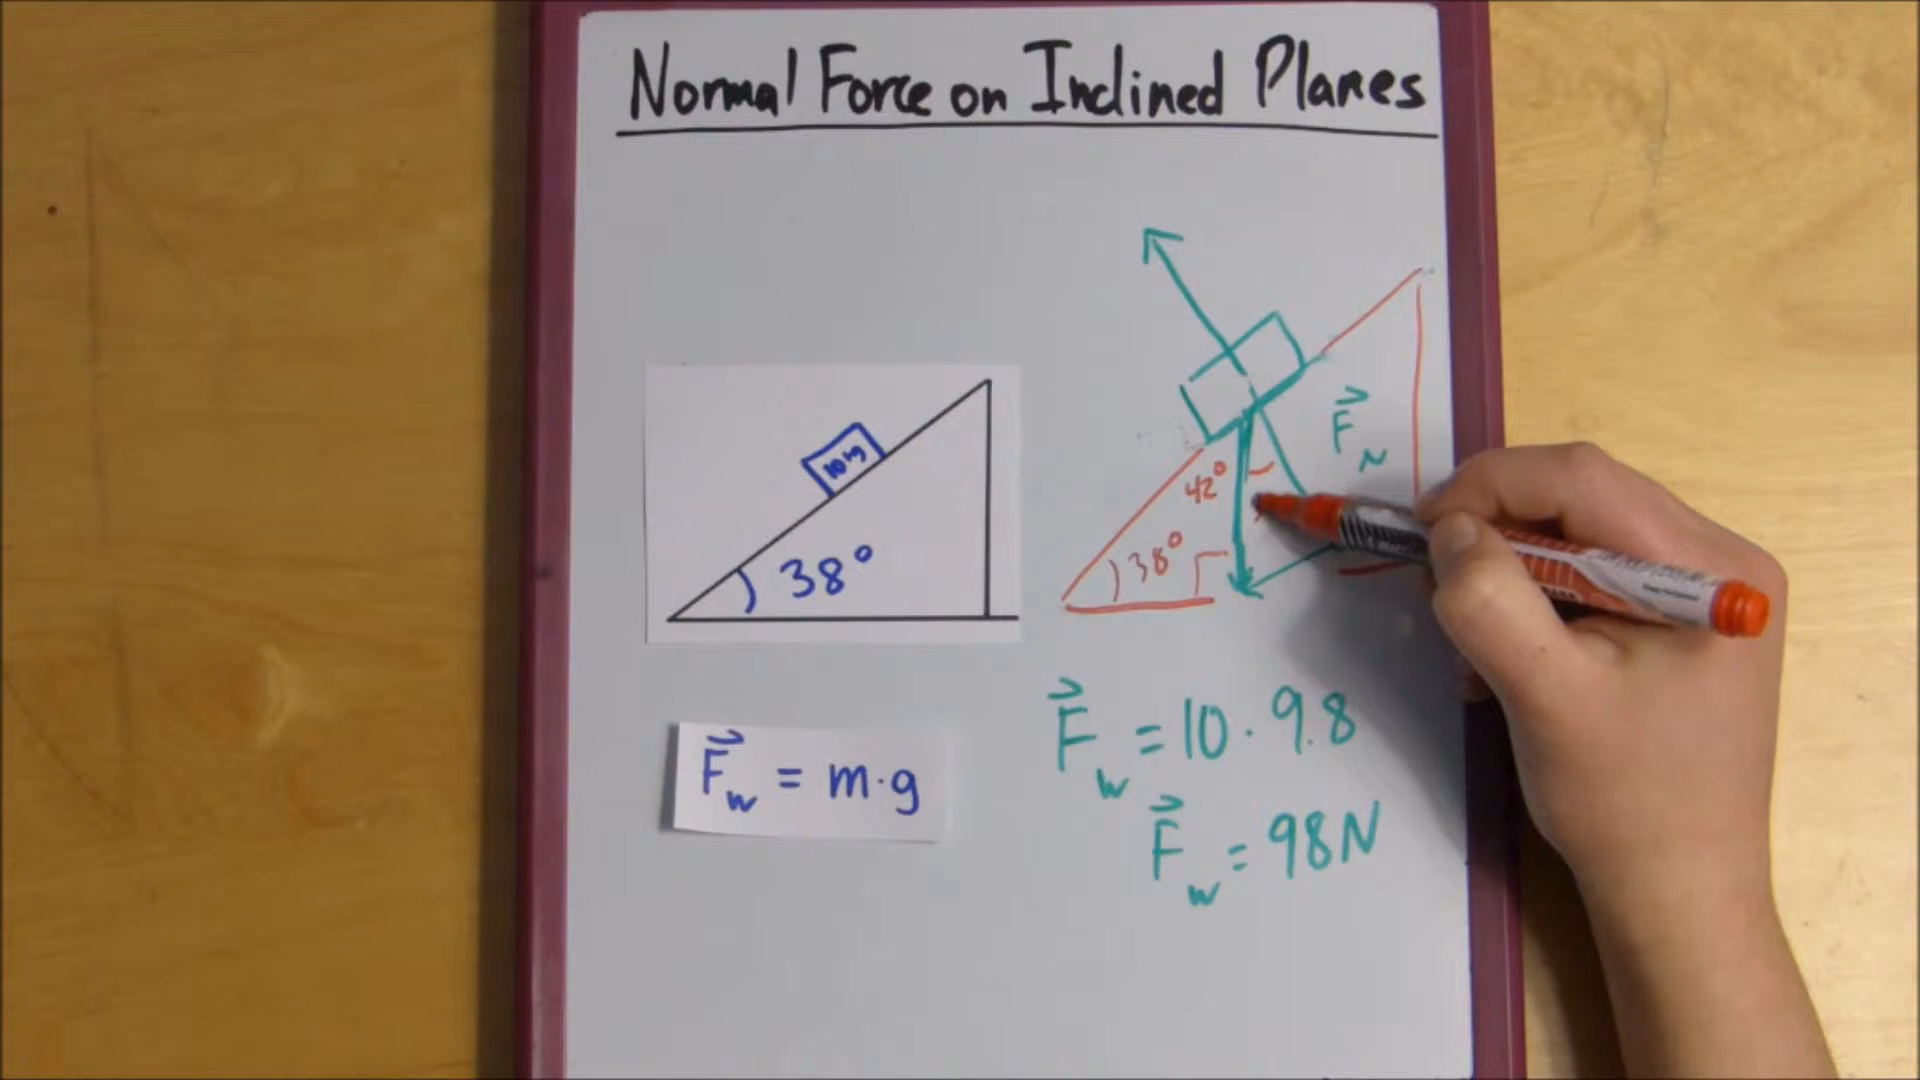 Normal Force on Inclined Planes
10kg
38°
F⃗w = m·g
F⃗N
42°
38°
F⃗w = 10 · 9.8
F⃗w = 98N